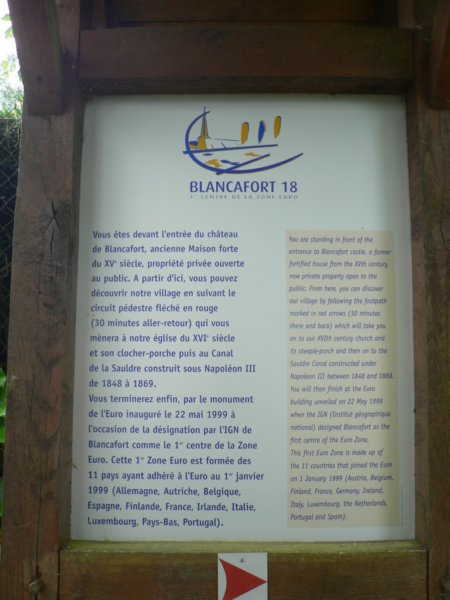 BLANCAFORT 18
1er CENTRE DE LA ZONE EURO
Vous êtes devant l'entrée du château
de Blancafort, ancienne Maison forte
du XVe siècle, propriété privée ouverte
au public. A partir d'ici, vous pouvez
découvrir notre village en suivant le
circuit pédestre fléché en rouge
(30 minutes aller-retour) qui vous
mènera à notre église du XVIe siècle
et son clocher-porche puis au Canal
de la Sauldre construit sous Napoléon III
de 1848 à 1869.
Vous terminerez enfin, par le monument
de l'Euro inauguré le 22 mai 1999 à
l'occasion de la désignation par l'IGN de
Blancafort comme le 1er centre de la Zone
Euro. Cette 1re Zone Euro est formée des
11 pays ayant adhéré à l'Euro au 1er janvier
1999 (Allemagne, Autriche, Belgique,
Espagne, Finlande, France, Irlande, Italie,
Luxembourg, Pays-Bas, Portugal).
You are standing in front of the
entrance to Blancafort castle, a former
fortified house from the XVth century,
now private property open to the
public. From here, you can discover
our village by following the footpath
marked in red arrows (30 minutes
there and back) which will take you
on to our XVIth century church and
its steeple-porch and then on to the
Sauldre Canal constructed under
Napoleon III between 1848 and 1869.
You will then finish at the Euro
building unveiled on 22 May 1999
when the IGN (Institut géographique
national) designed Blancafort as the
first centre of the Euro Zone.
This first Euro Zone is made up of
the 11 countries that joined the Euro
on 1 January 1999 (Austria, Belgium,
Finland, France, Germany, Ireland,
Italy, Luxembourg, the Netherlands,
Portugal and Spain).